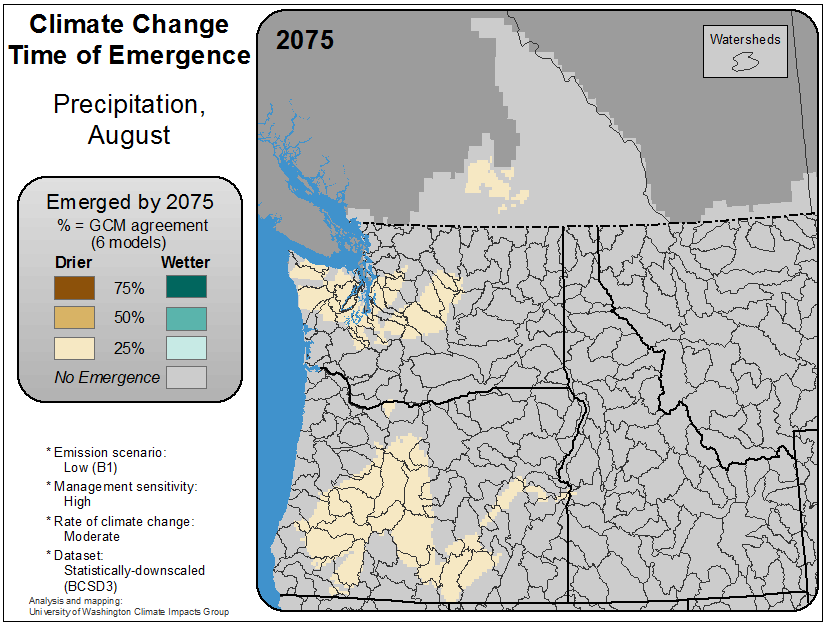 Climate Change
Time of Emergence
Precipitation,
August
Emerged by 2075
% = GCM agreement
(6 models)
Drier Wetter
75%
50%
25%
No Emergence
* Emission scenario:
Low (B1)
* Management sensitivity:
High
* Rate of climate change:
Moderate
* Dataset:
Statistically-downscaled
(BCSD3)
Analysis and mapping:
University of Washington Climate Impacts Group
2075
Watersheds